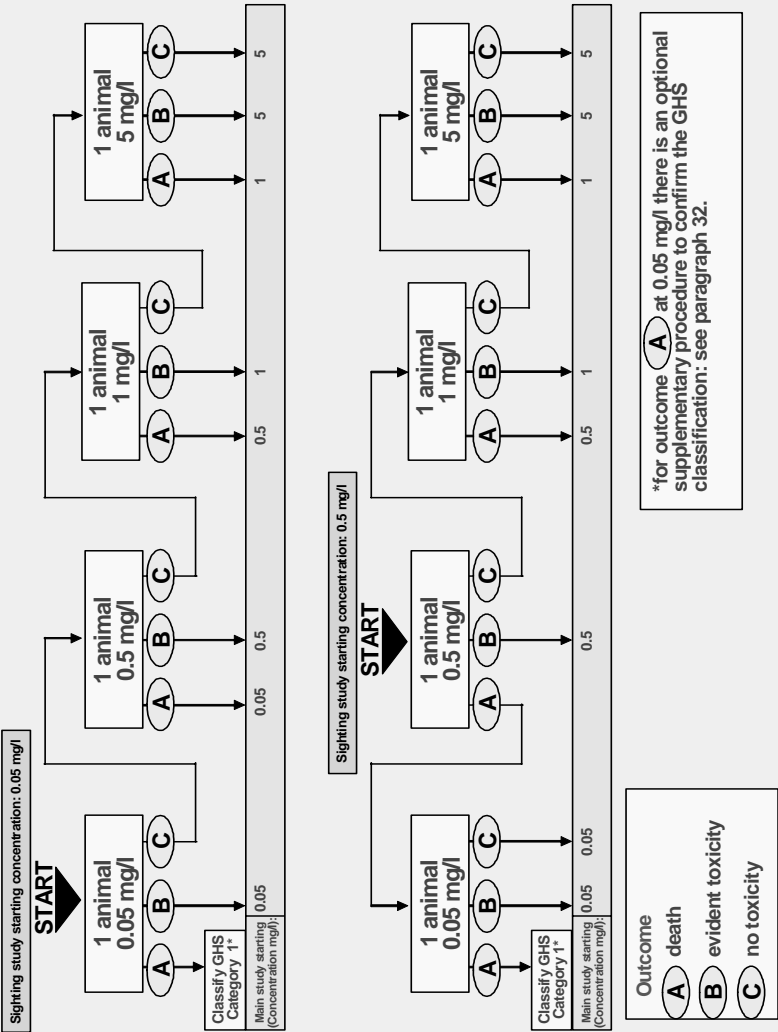 Sighting study starting concentration: 0.05 mg/l
START
1 animal
0.05 mg/l
1 animal
0.5 mg/l
1 animal
1 mg/l
1 animal
5 mg/l
A B C
A B C
A B C
A B C
Classify GHS
Category 1*
Main study starting
(Concentration mg/l):
0.05 0.05 0.5 0.5 1 1 5 5
Sighting study starting concentration: 0.5 mg/l
START
1 animal
0.05 mg/l
1 animal
0.5 mg/l
1 animal
1 mg/l
1 animal
5 mg/l
A B C
A B C
A B C
A B C
Classify GHS
Category 1*
Main study starting
(Concentration mg/l):
0.05 0.05 0.5 0.5 1 1 5 5
Outcome
A death
B evident toxicity
C no toxicity
*for outcome A at 0.05 mg/l there is an optional
supplementary procedure to confirm the GHS
classification: see paragraph 32.